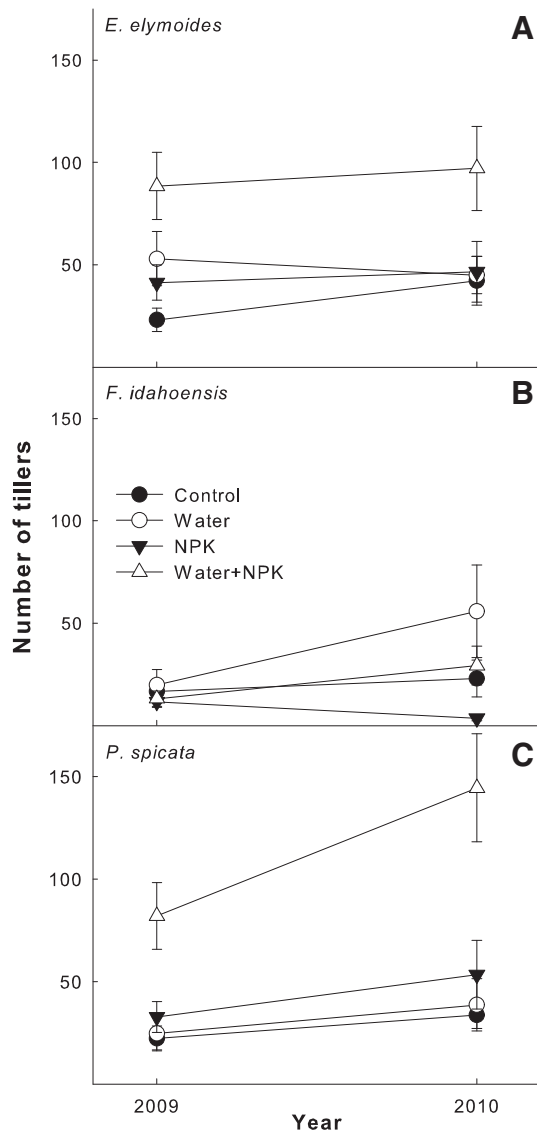 E. elymoides A
150
100
50
F. idahoensis B
150
Control
Water
100
NPK
Water+NPK
50
P. spicata C
150
100
50
Number of tillers
2009 2010
Year